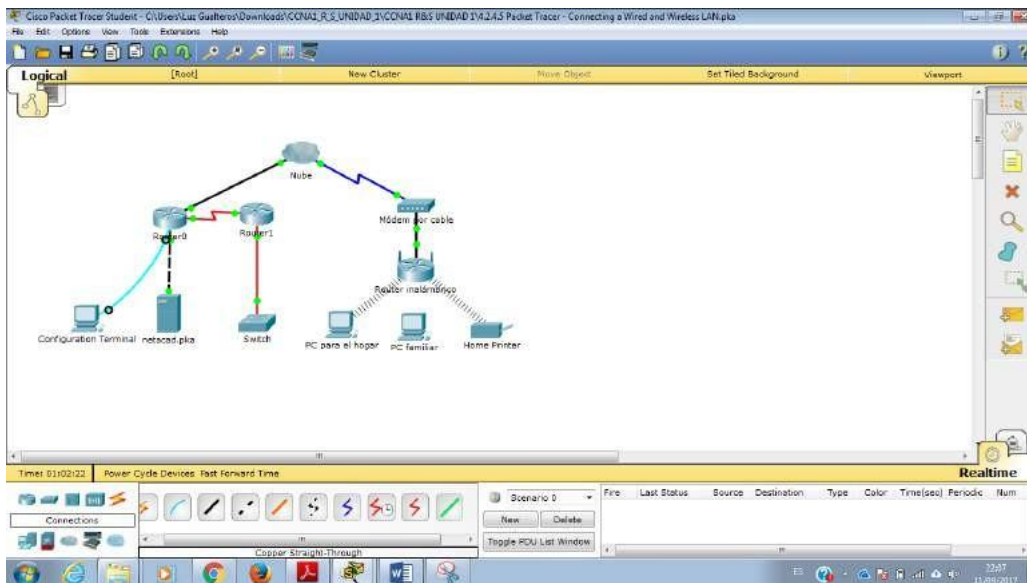 Cisco Packet Tracer Student - C:\Users\Luz Gualteros\Downloads\CCNA1_R_S_UNIDAD_1\CCNA1 R&S UNIDAD 1\4.2.4.5 Packet Tracer - Connecting a Wired and Wireless LAN.pka
File Edit Options View Tools Extensions Help
Logical [Root] New Cluster Move Object Set Tiled Background Viewport
Nube
Módem por cable
Router0 Router1
Router inalámbrico
Configuration Terminal netacad.pka Switch PC para el hogar PC familiar Home Printer
Time: 01:02:22 Power Cycle Devices Fast Forward Time Realtime
Connections
Scenario 0
New Delete
Toggle PDU List Window
Fire Last Status Source Destination Type Color Time(sec) Periodic Num
Copper Straight-Through
ES 22:07
15/09/2017